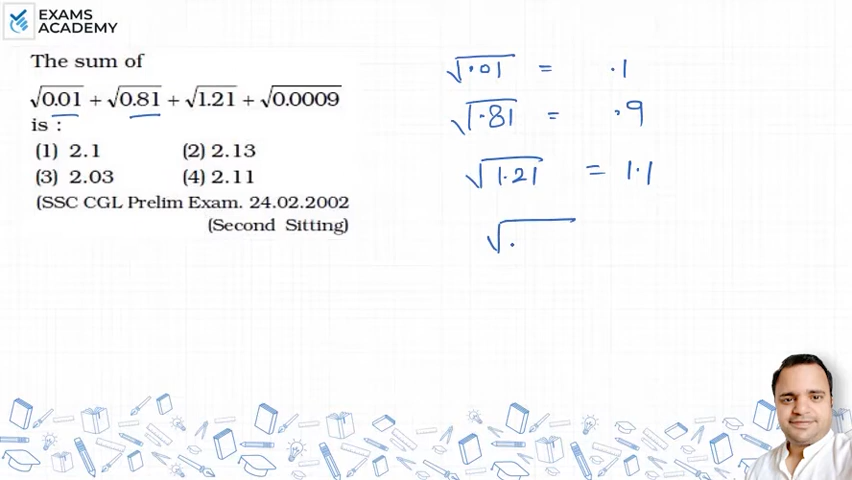 EXAMS
ACADEMY
The sum of
√0.01 + √0.81 + √1.21 + √0.0009
is :
(1) 2.1 (2) 2.13
(3) 2.03 (4) 2.11
(SSC CGL Prelim Exam. 24.02.2002
(Second Sitting)
√.01 = .1
√.81 = .9
√1.21 = 1.1
√.